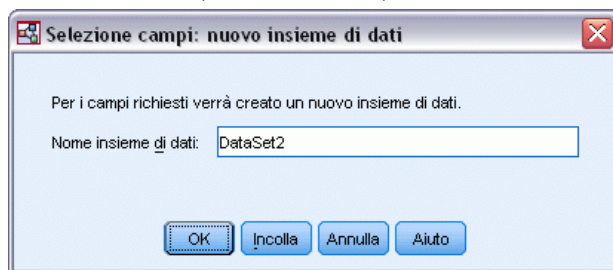 Selezione campi: nuovo insieme di dati
Per i campi richiesti verrà creato un nuovo insieme di dati.
Nome insieme di dati: DataSet2
OK Incolla Annulla Aiuto